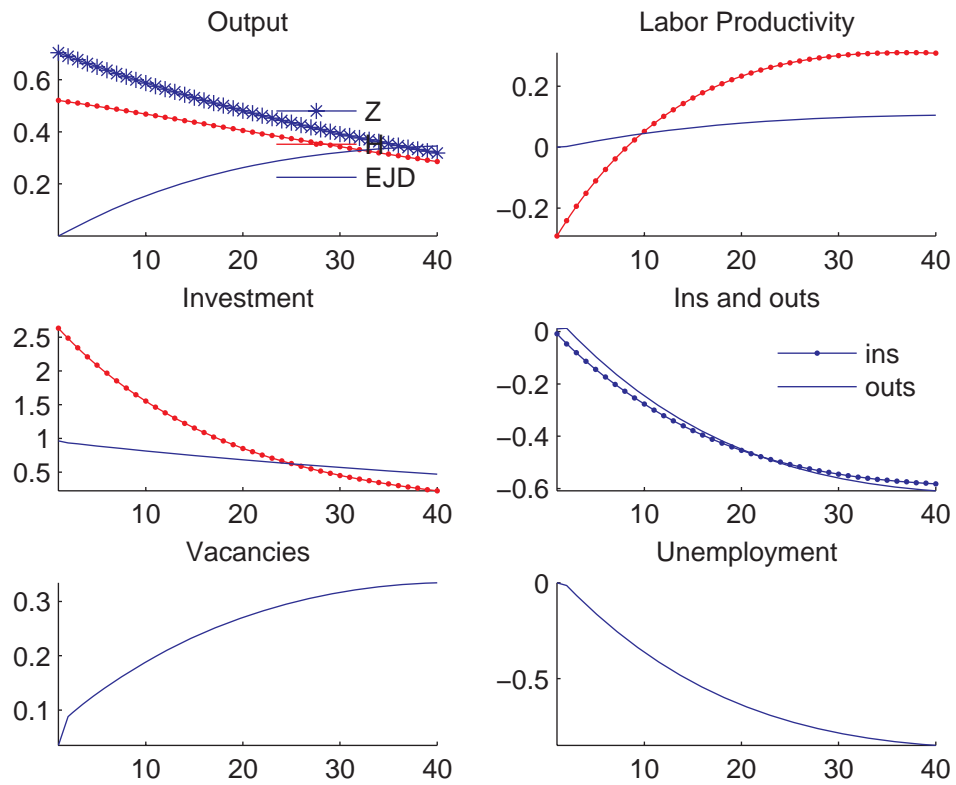 Output
0.6
0.4
0.2
10 20 30 40
Z
H
EJD
Labor Productivity
0.2
0
−0.2
10 20 30 40
Investment
2.5
2
1.5
1
0.5
10 20 30 40
Ins and outs
0
−0.2
−0.4
−0.6
10 20 30 40
ins
outs
Vacancies
0.3
0.2
0.1
10 20 30 40
Unemployment
0
−0.5
10 20 30 40